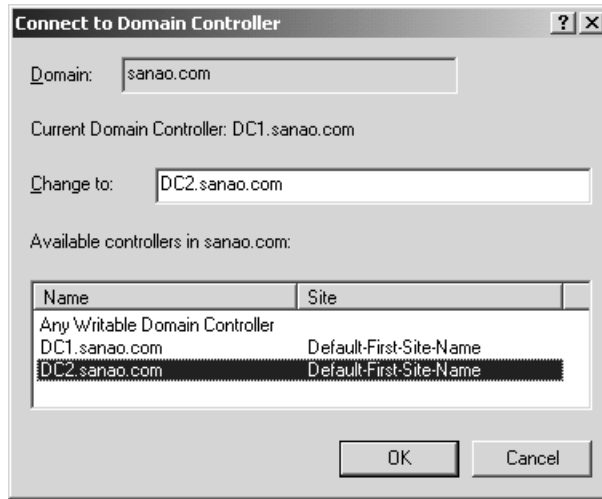 Connect to Domain Controller
Domain: sanao.com
Current Domain Controller: DC1.sanao.com
Change to: DC2.sanao.com
Available controllers in sanao.com:
Name Site
Any Writable Domain Controller
DC1.sanao.com Default-First-Site-Name
DC2.sanao.com Default-First-Site-Name
OK Cancel